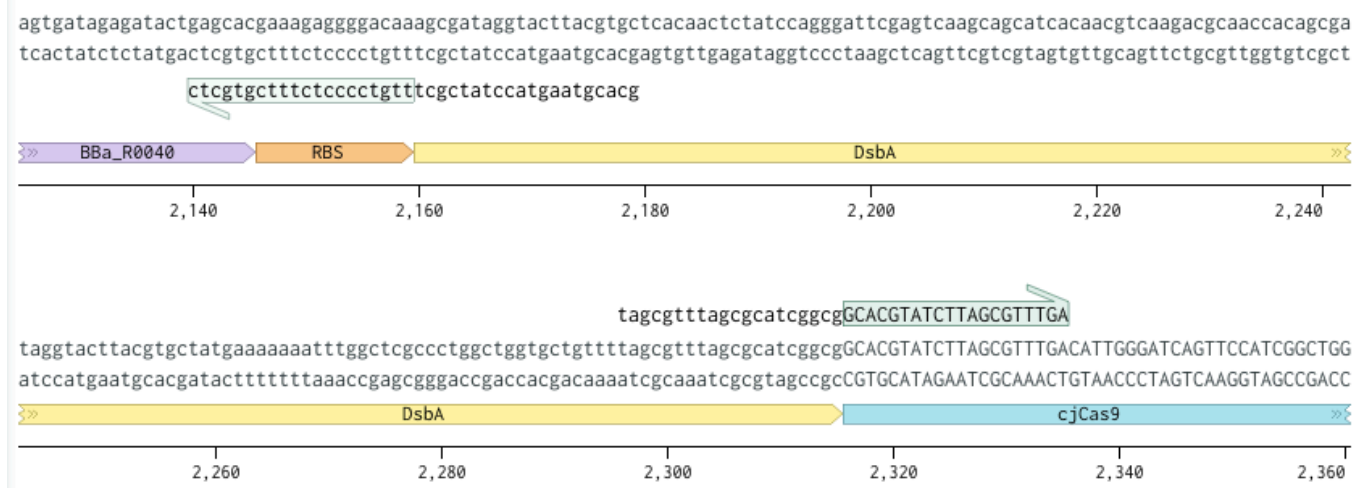 agtgatagagatactgagcacgaaagaggggacaaagcgataggtacttacgtgctcacaactctatccagggattcgagtcaagcagcatcacaacgtcaagacgcaaccacagcga
tcactatctctatgactcgtgctttctcccctgtttcgctatccatgaatgcacgagtgttgagataggtccctaagctcagttcgtcgtagtgttgcagttctgcgttggtgtcgct
ctcgtgctttctcccctgtttcgctatccatgaatgcacg
BBa_R0040 RBS DsbA
2,140 2,160 2,180 2,200 2,220 2,240
tagcgtttagcgcatcggcgGCACGTATCTTAGCGTTTGA
taggtacttacgtgctatgaaaaaaatttggctcgccctggctggtgctgttttagcgtttagcgcatcggcgGCACGTATCTTAGCGTTTGACATTGGGATCAGTTCCATCGGCTGG
atccatgaatgcacgatactttttttaaaccgagcgggaccgaccacgacaaaatcgcaaatcgcgtagccgcCGTGCATAGAATCGCAAACTGTAACCCTAGTCAAGGTAGCCGACC
DsbA cjCas9
2,260 2,280 2,300 2,320 2,340 2,360